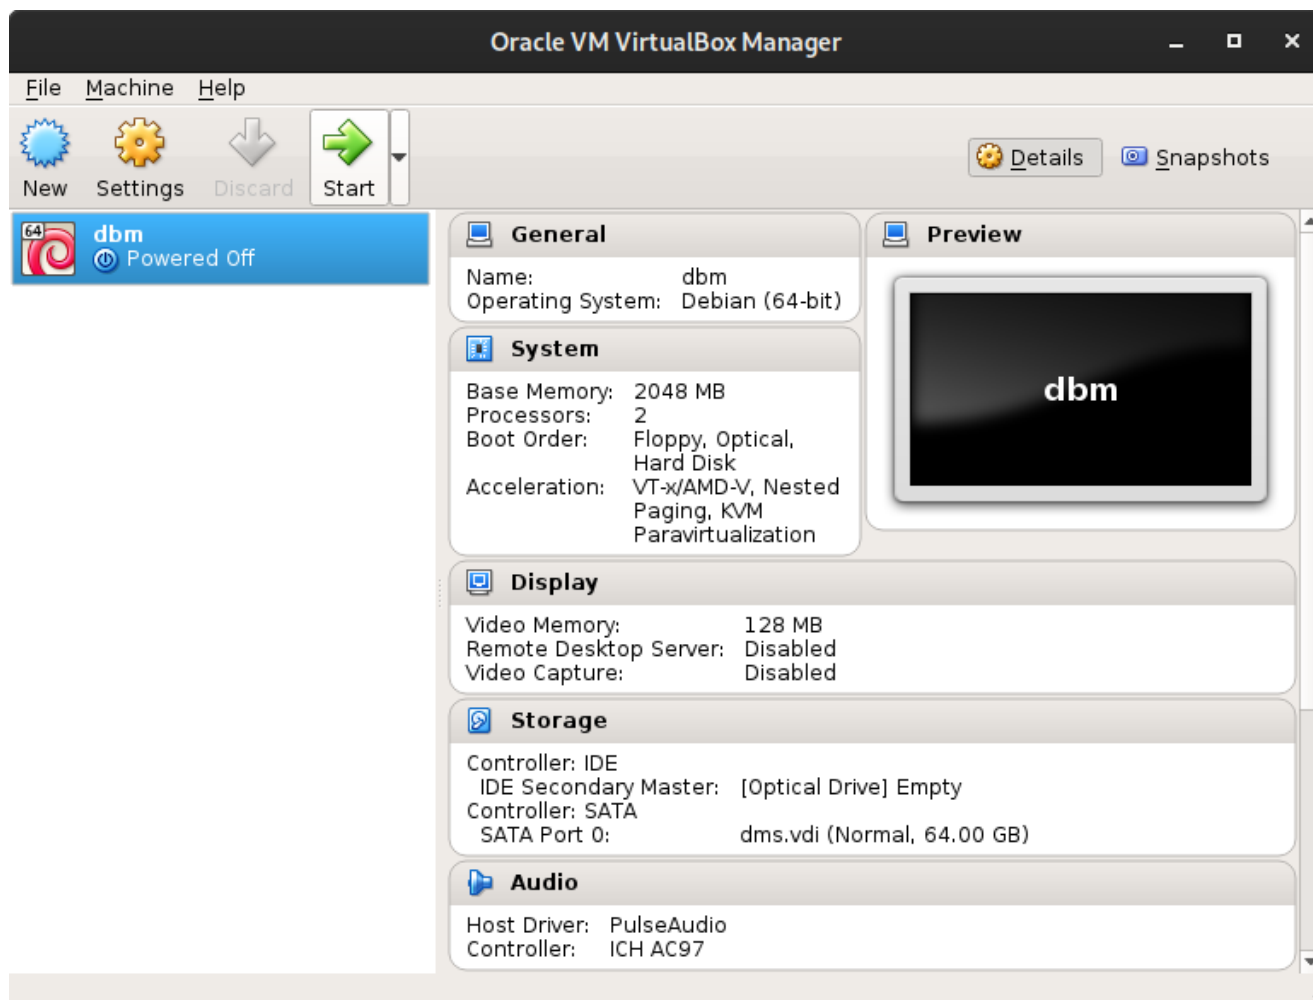 Oracle VM VirtualBox Manager
File Machine Help
New Settings Discard Start
Details Snapshots
64
dbm
Powered Off
General
Name: dbm
Operating System: Debian (64-bit)
Preview
dbm
System
Base Memory: 2048 MB
Processors: 2
Boot Order: Floppy, Optical,
Hard Disk
Acceleration: VT-x/AMD-V, Nested
Paging, KVM
Paravirtualization
Display
Video Memory: 128 MB
Remote Desktop Server: Disabled
Video Capture: Disabled
Storage
Controller: IDE
IDE Secondary Master: [Optical Drive] Empty
Controller: SATA
SATA Port 0: dms.vdi (Normal, 64.00 GB)
Audio
Host Driver: PulseAudio
Controller: ICH AC97